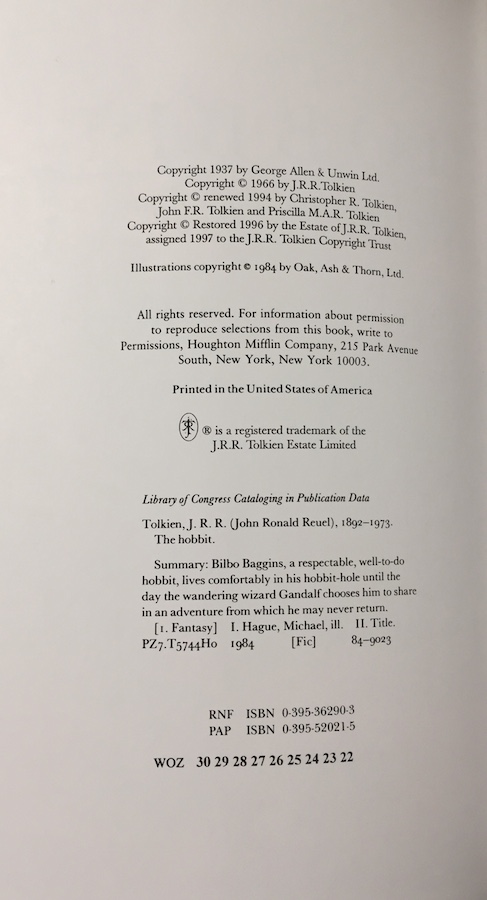 Copyright 1937 by George Allen & Unwin Ltd.
Copyright © 1966 by J.R.R.Tolkien
Copyright © renewed 1994 by Christopher R. Tolkien,
John F.R. Tolkien and Priscilla M.A.R. Tolkien
Copyright © Restored 1996 by the Estate of J.R.R. Tolkien,
assigned 1997 to the J.R.R. Tolkien Copyright Trust
Illustrations copyright © 1984 by Oak, Ash & Thorn, Ltd.
All rights reserved. For information about permission
to reproduce selections from this book, write to
Permissions, Houghton Mifflin Company, 215 Park Avenue
South, New York, New York 10003.
Printed in the United States of America
® is a registered trademark of the
J.R.R. Tolkien Estate Limited
Library of Congress Cataloging in Publication Data
Tolkien, J. R. R. (John Ronald Reuel), 1892–1973.
The hobbit.
Summary: Bilbo Baggins, a respectable, well-to-do
hobbit, lives comfortably in his hobbit-hole until the
day the wandering wizard Gandalf chooses him to share
in an adventure from which he may never return.
[1. Fantasy] I. Hague, Michael, ill. II. Title.
PZ7.T5744Ho 1984 [Fic] 84–9023
RNF ISBN 0-395-36290-3
PAP ISBN 0-395-52021-5
WOZ 30 29 28 27 26 25 24 23 22